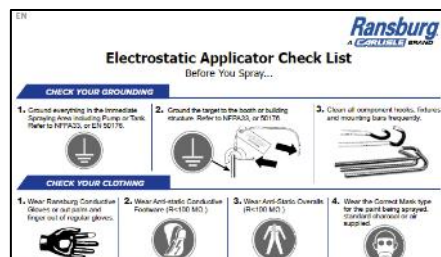 EN
Ransburg
A CARLISLE BRAND
Electrostatic Applicator Check List
Before You Spray...
CHECK YOUR GROUNDING
1. Ground everything in the Immediate
Spraying Area including Pump or Tank.
Refer to NFPA33, or EN 50176.
2. Ground the target to the booth or building
structure. Refer to NFPA33, or 50176.
3. Clean all component hooks, fixtures
and mounting bars frequently.
CHECK YOUR CLOTHING
1. Wear Ransburg Conductive
Gloves or cut palm and
finger out of regular gloves.
2. Wear Anti-static Conductive
Footware (R<100 MΩ )
3. Wear Anti-Static Overalls
(R<100 MΩ )
4. Wear the Correct Mask type
for the paint being sprayed,
standard charcoal or air
supplied.